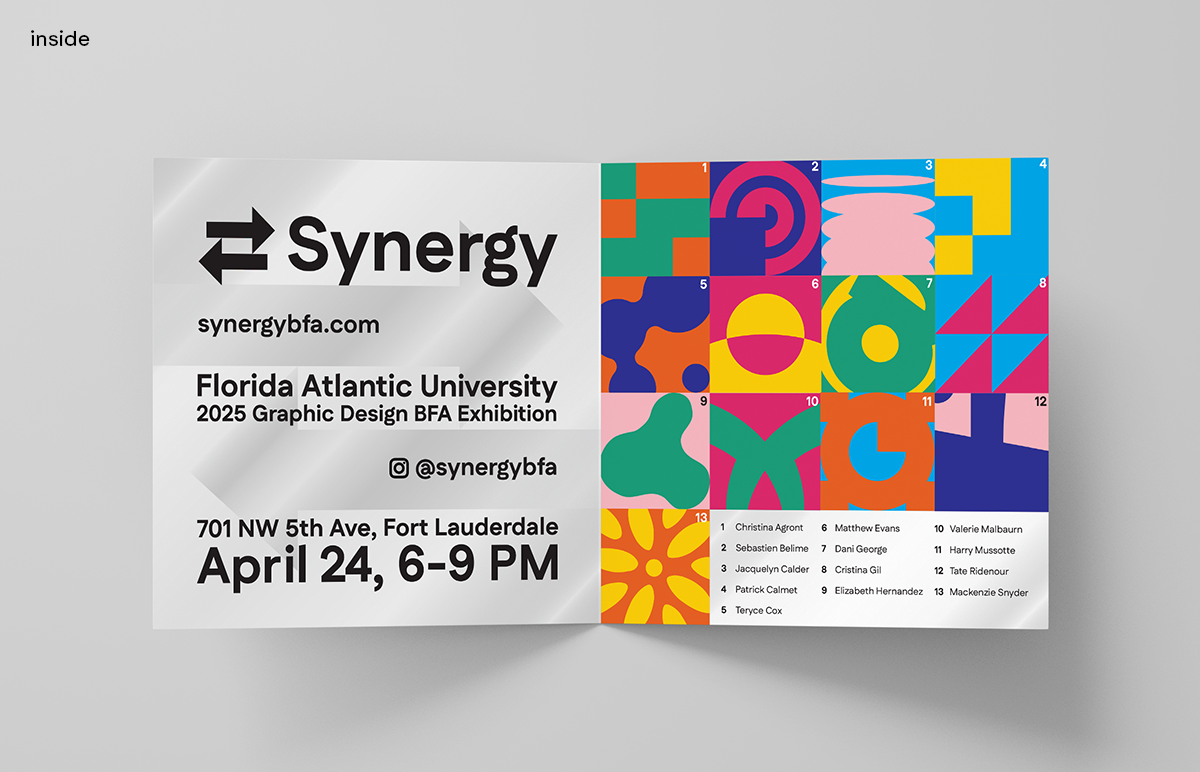 inside
Synergy
synergybfa.com
Florida Atlantic University
2025 Graphic Design BFA Exhibition
@synergybfa
701 NW 5th Ave, Fort Lauderdale
April 24, 6-9 PM
1
2
3
4
5
6
7
8
9
10
11
12
13
1 Christina Agront
2 Sebastien Belime
3 Jacquelyn Calder
4 Patrick Calmet
5 Teryce Cox
6 Matthew Evans
7 Dani George
8 Cristina Gil
9 Elizabeth Hernandez
10 Valerie Malbaurn
11 Harry Mussotte
12 Tate Ridenour
13 Mackenzie Snyder